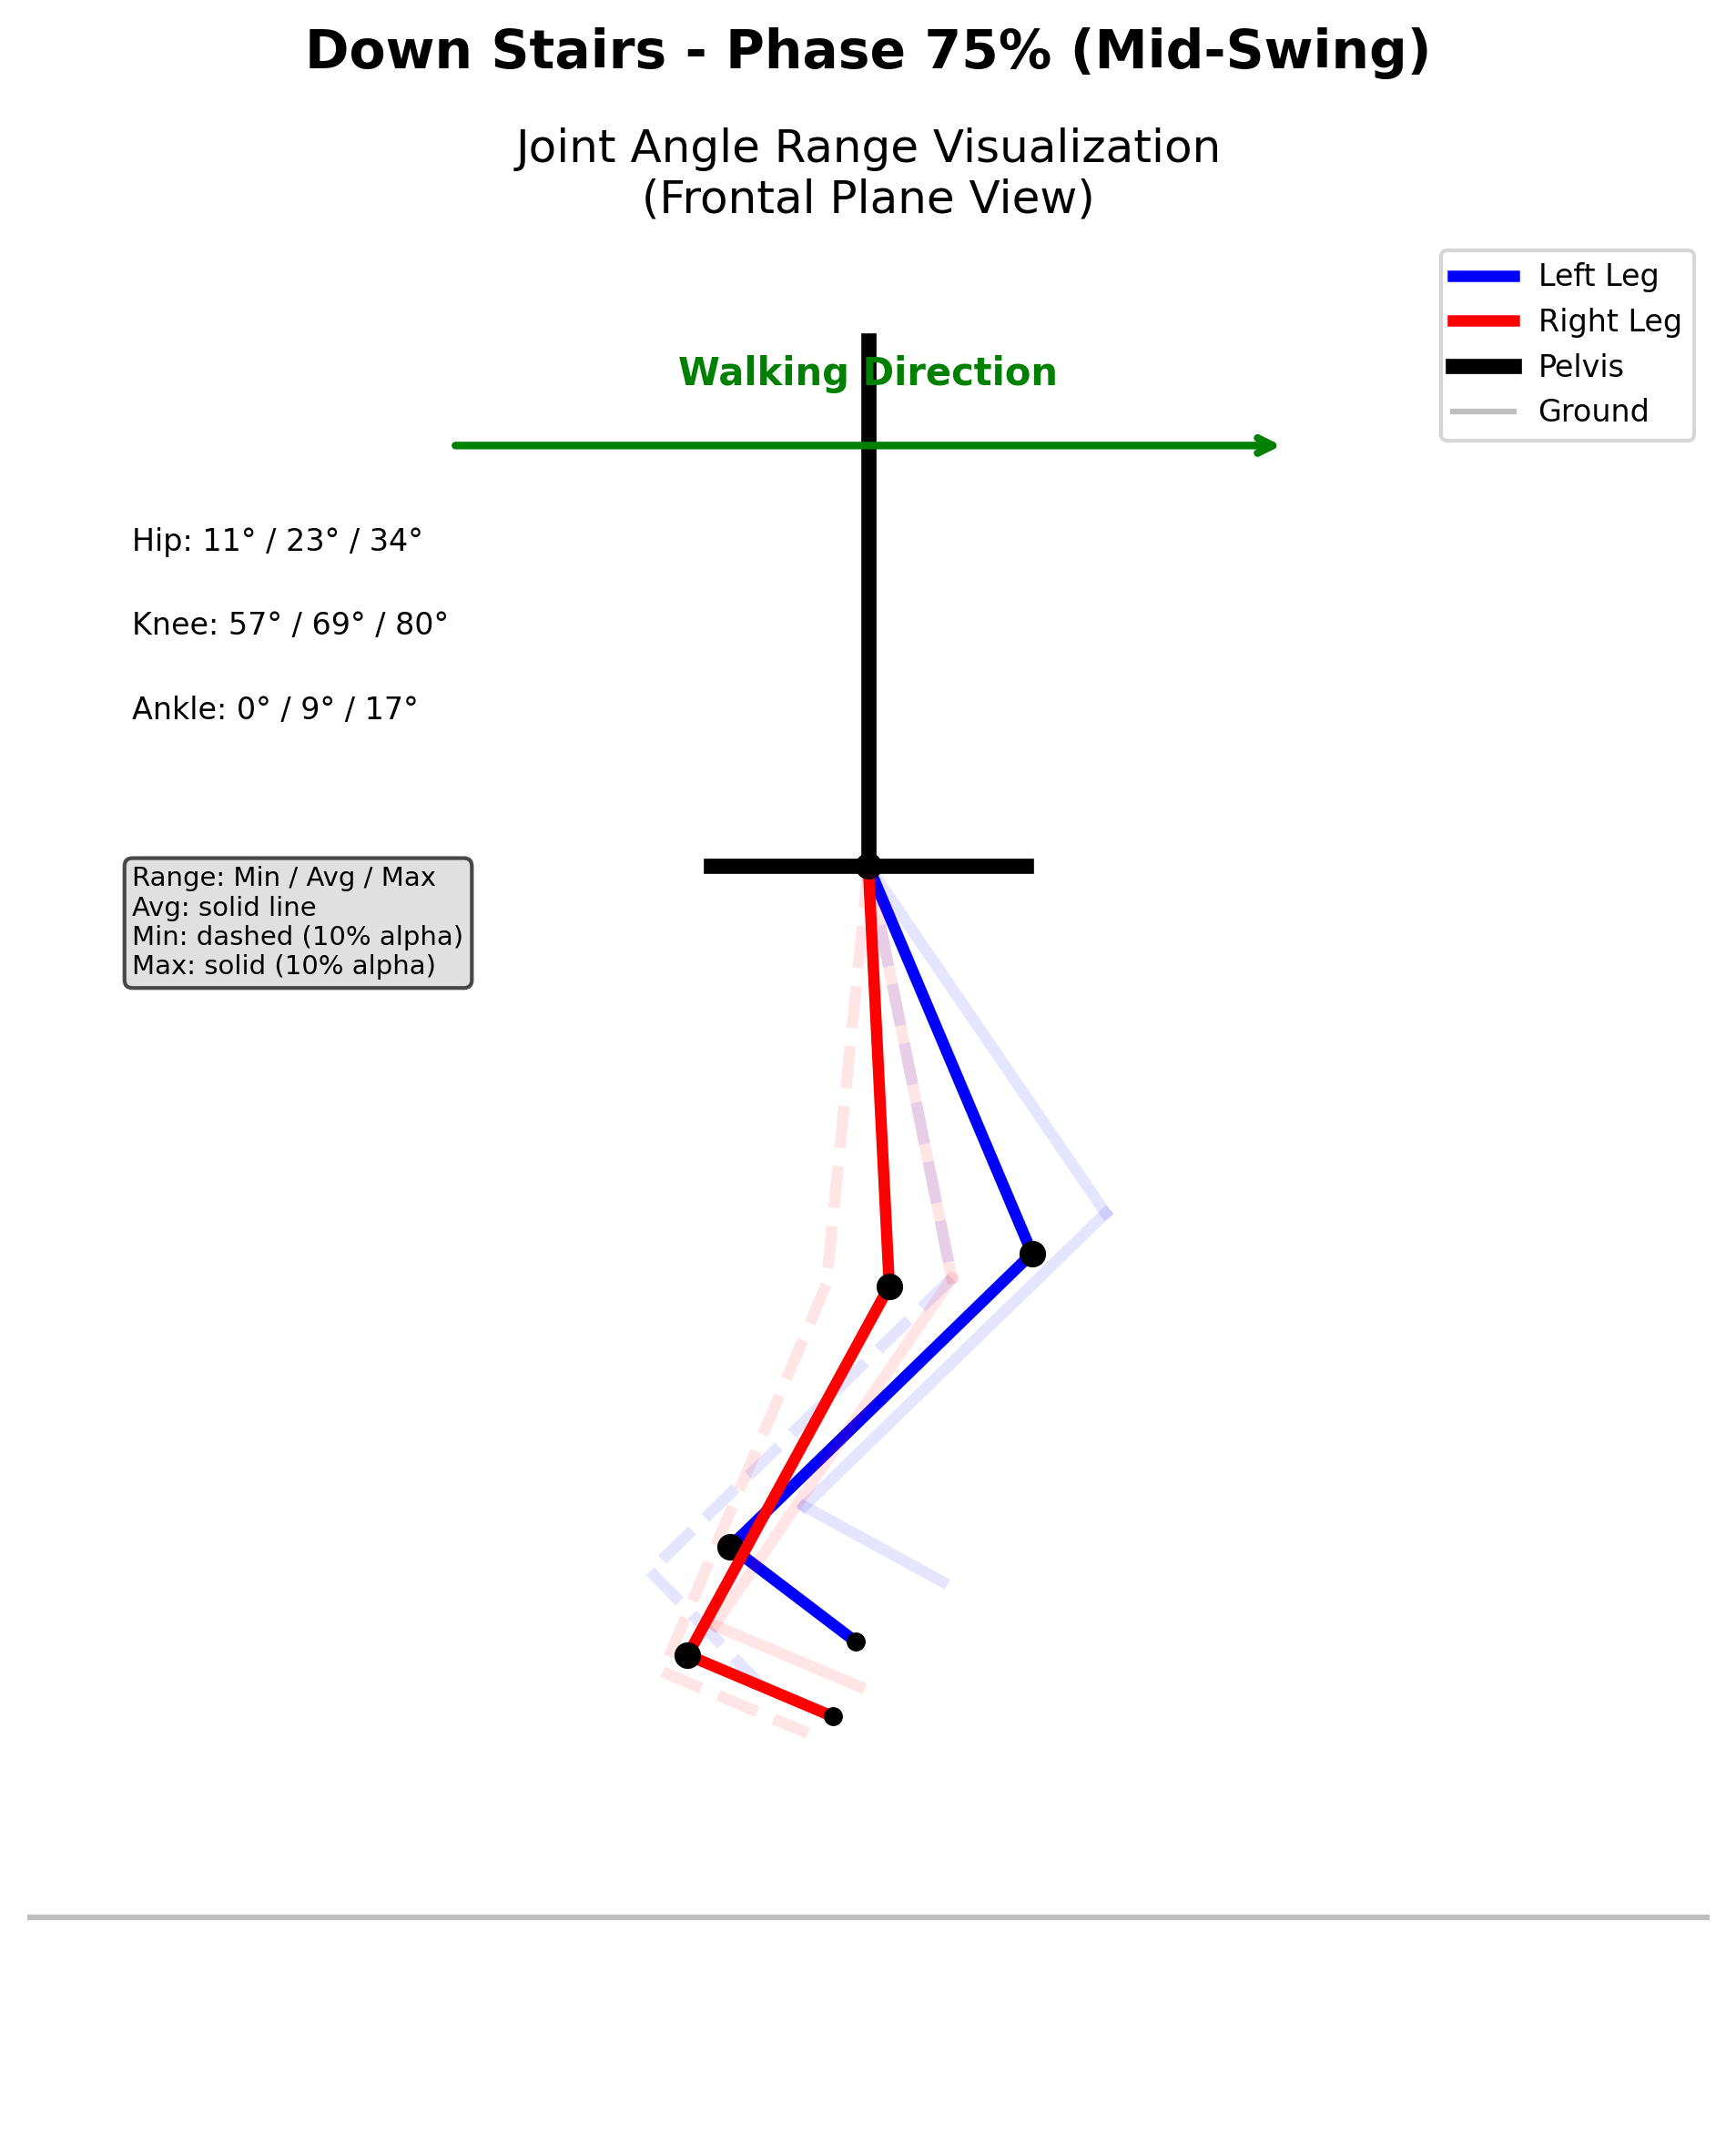 Down Stairs - Phase 75% (Mid-Swing)
Joint Angle Range Visualization
(Frontal Plane View)
Left Leg
Right Leg
Pelvis
Ground
Walking Direction
Hip: 11° / 23° / 34°
Knee: 57° / 69° / 80°
Ankle: 0° / 9° / 17°
Range: Min / Avg / Max
Avg: solid line
Min: dashed (10% alpha)
Max: solid (10% alpha)